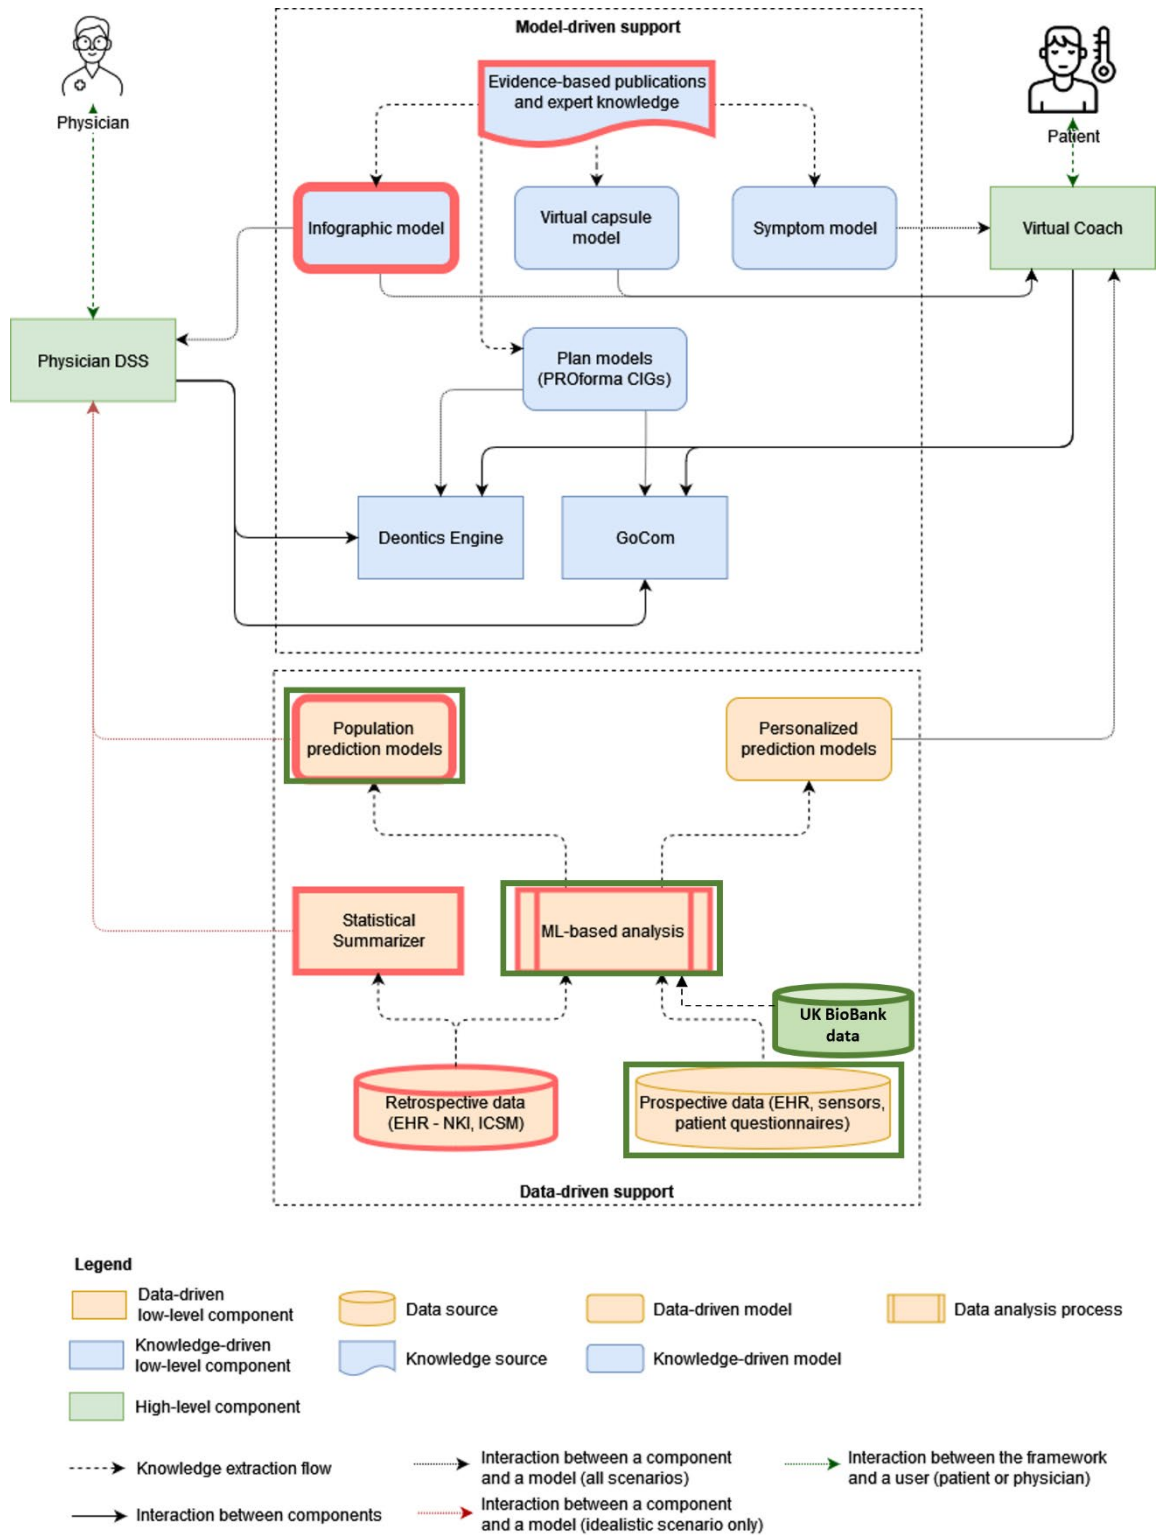 Model-driven support
Evidence-based publications
and expert knowledge
Physician
Patient
Infographic model
Virtual capsule
model
Symptom model
Virtual Coach
Physician DSS
Plan models
(PROforma CIGs)
Deontics Engine
GoCom
Population
prediction models
Personalized
prediction models
Statistical
Summarizer
ML-based analysis
UK BioBank
data
Retrospective data
(EHR - NKI, ICSM)
Prospective data (EHR, sensors,
patient questionnaires)
Data-driven support
Legend
Data-driven
low-level component
Data source
Data-driven model
Data analysis process
Knowledge-driven
low-level component
Knowledge source
Knowledge-driven model
High-level component
Knowledge extraction flow
Interaction between a component
and a model (all scenarios)
Interaction between the framework
and a user (patient or physician)
Interaction between components
Interaction between a component
and a model (idealistic scenario only)